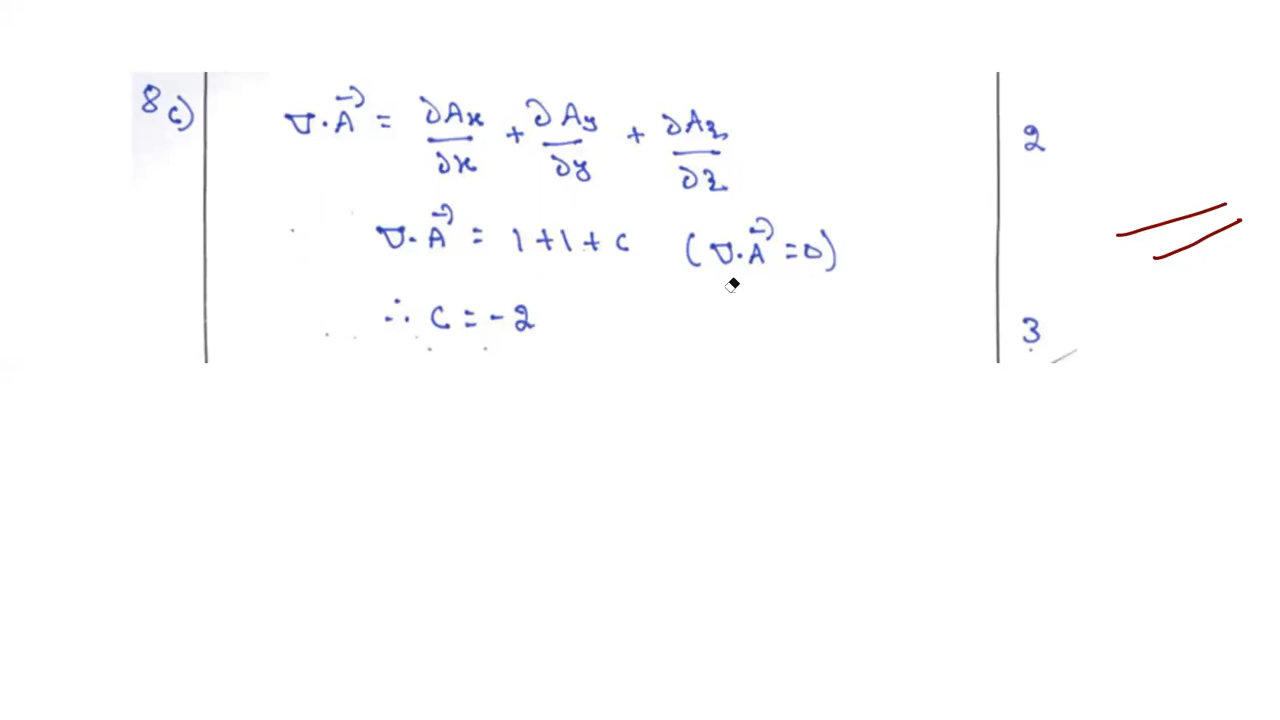 8 c) ∇·A⃗ = ∂Ax/∂x + ∂Ay/∂y + ∂Az/∂z 2
∇·A⃗ = 1 + 1 + c (∇·A⃗ = 0)
∴ c = -2 3